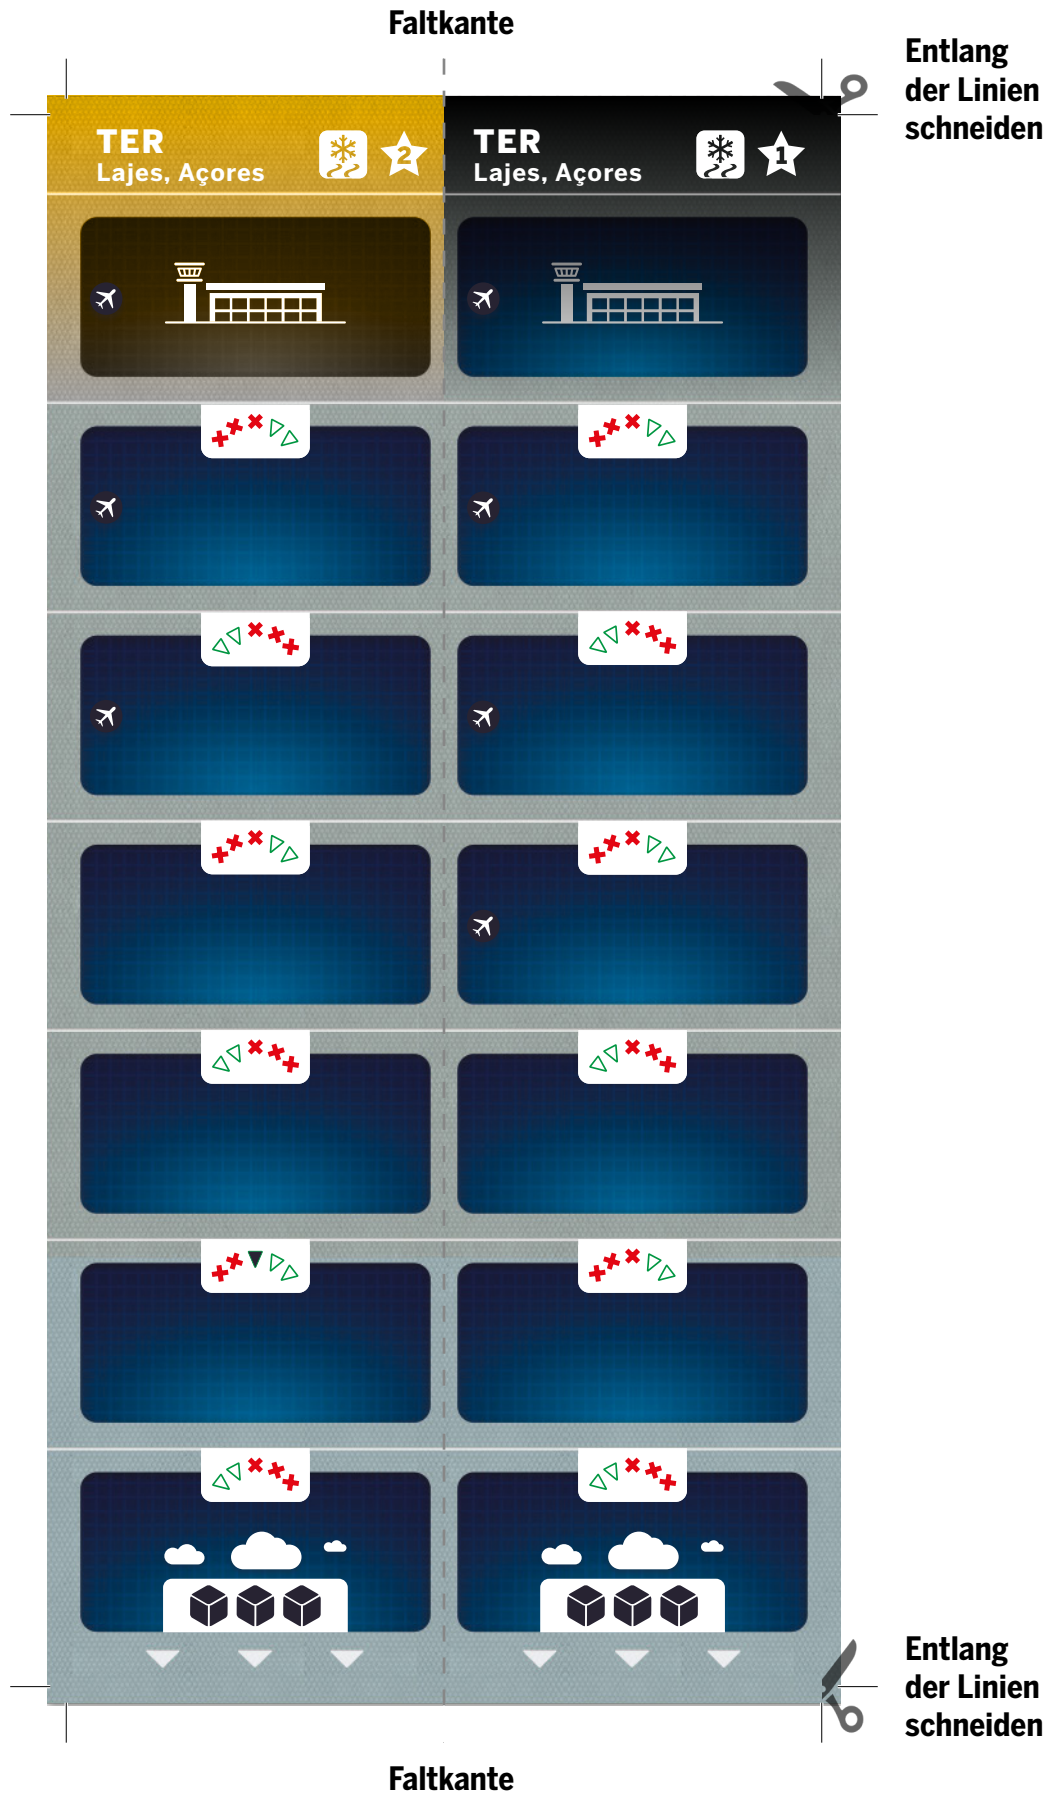 Faltkante
Entlang
der Linien
schneiden
TER
Lajes, Açores
2
TER
Lajes, Açores
1
Entlang
der Linien
schneiden
Faltkante